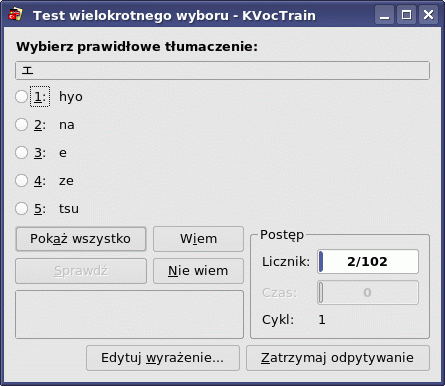 Test wielokrotnego wyboru - KVocTrain
Wybierz prawidłowe tłumaczenie:
エ
1: hyo
2: na
3: e
4: ze
5: tsu
Pokaż wszystko
Wiem
Sprawdź
Nie wiem
Postęp
Licznik: 2/102
Czas: 0
Cykl: 1
Edytuj wyrażenie...
Zatrzymaj odpytywanie